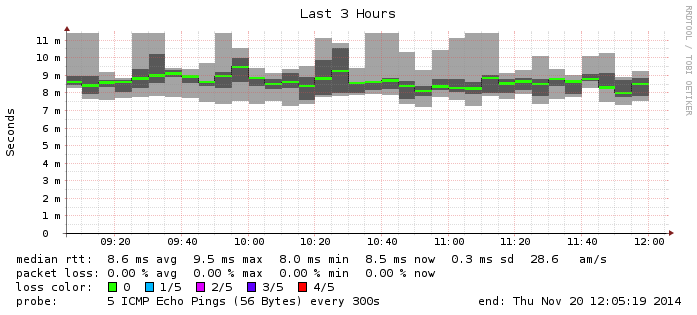 Last 3 Hours
RRDTOOL / TOBI OETIKER
Seconds
11 m
10 m
9 m
8 m
7 m
6 m
5 m
4 m
3 m
2 m
1 m
0
09:20 09:40 10:00 10:20 10:40 11:00 11:20 11:40 12:00
median rtt: 8.6 ms avg 9.5 ms max 8.0 ms min 8.5 ms now 0.3 ms sd 28.6 am/s
packet loss: 0.00 % avg 0.00 % max 0.00 % min 0.00 % now
loss color: 0 1/5 2/5 3/5 4/5
probe: 5 ICMP Echo Pings (56 Bytes) every 300s end: Thu Nov 20 12:05:19 2014